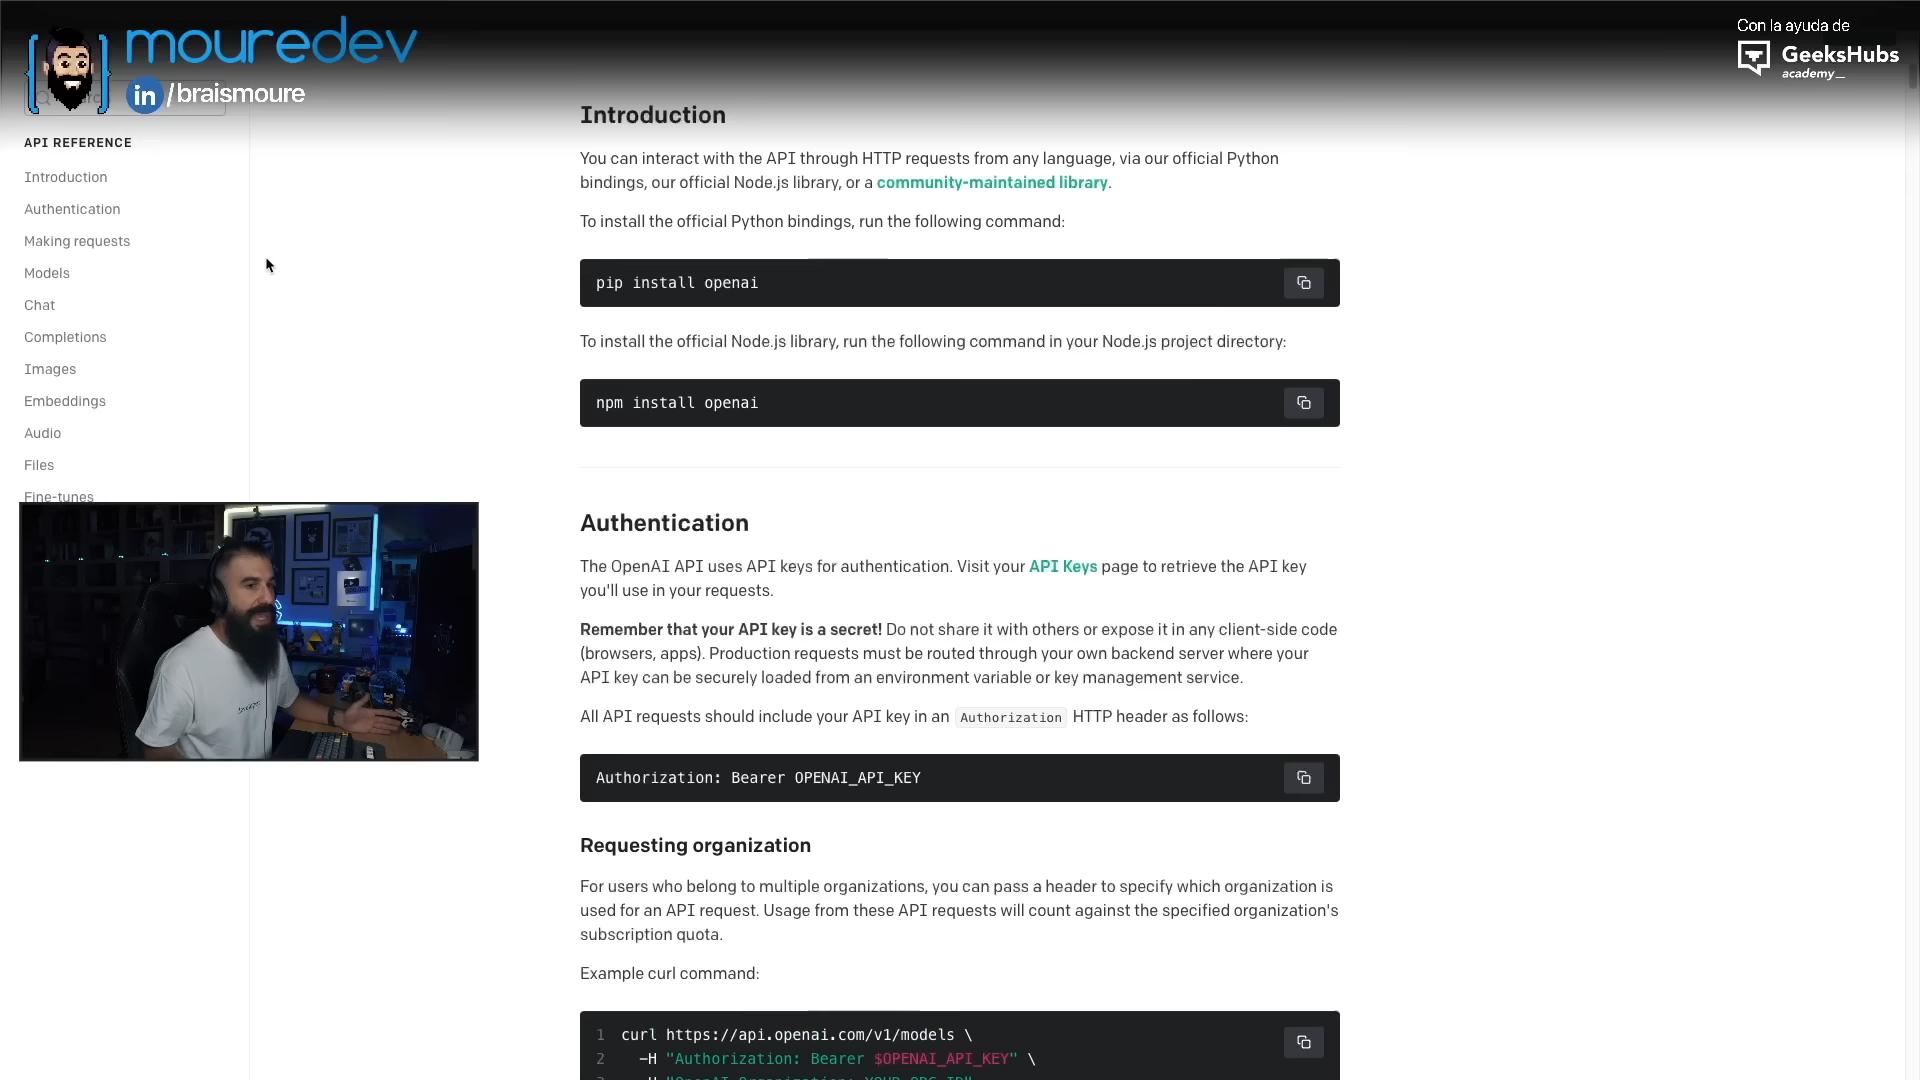 mouredev
in /braismoure
Con la ayuda de
GeeksHubs
academy_
API REFERENCE
Introduction
Authentication
Making requests
Models
Chat
Completions
Images
Embeddings
Audio
Files
Fine-tunes
Introduction
You can interact with the API through HTTP requests from any language, via our official Python
bindings, our official Node.js library, or a community-maintained library.
To install the official Python bindings, run the following command:
pip install openai
To install the official Node.js library, run the following command in your Node.js project directory:
npm install openai
Authentication
The OpenAI API uses API keys for authentication. Visit your API Keys page to retrieve the API key
you'll use in your requests.
Remember that your API key is a secret! Do not share it with others or expose it in any client-side code
(browsers, apps). Production requests must be routed through your own backend server where your
API key can be securely loaded from an environment variable or key management service.
All API requests should include your API key in an Authorization HTTP header as follows:
Authorization: Bearer OPENAI_API_KEY
Requesting organization
For users who belong to multiple organizations, you can pass a header to specify which organization is
used for an API request. Usage from these API requests will count against the specified organization's
subscription quota.
Example curl command:
1 curl https://api.openai.com/v1/models \
2 -H "Authorization: Bearer $OPENAI_API_KEY" \